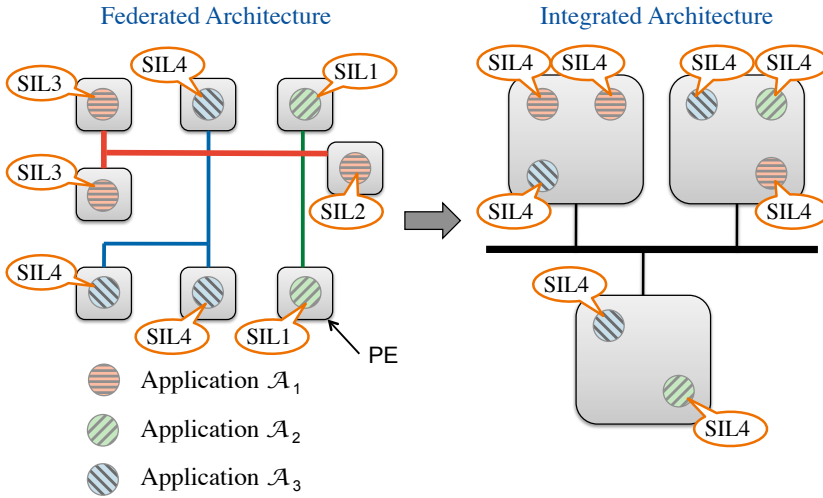 Federated Architecture
Integrated Architecture
SIL3
SIL4
SIL1
SIL3
SIL2
SIL4
SIL4
SIL1
PE
SIL4
SIL4
SIL4
SIL4
SIL4
SIL4
SIL4
SIL4
Application 𝒜1
Application 𝒜2
Application 𝒜3